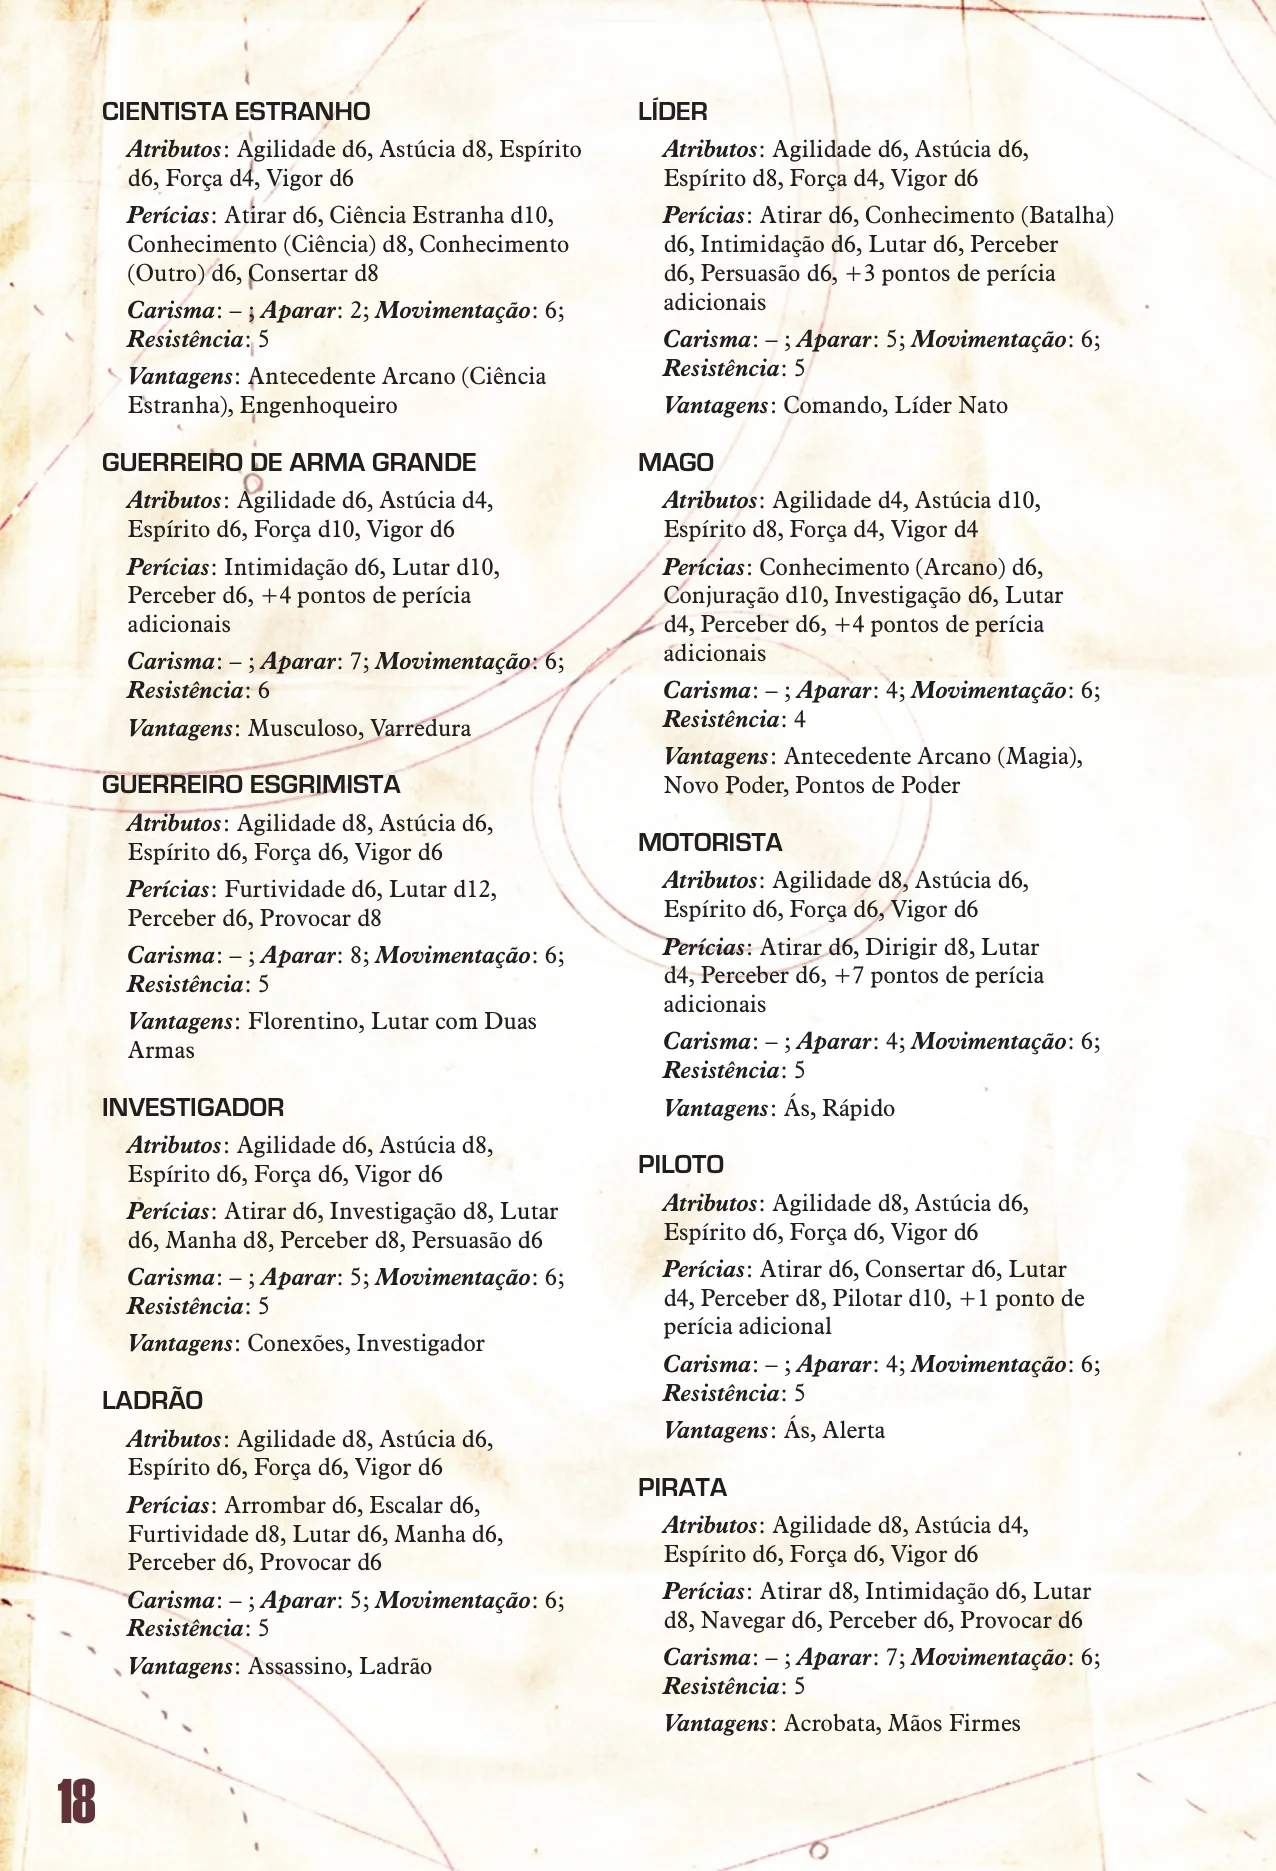 CIENTISTA ESTRANHO
Atributos: Agilidade d6, Astúcia d8, Espírito
d6, Força d4, Vigor d6
Perícias: Atirar d6, Ciência Estranha d10,
Conhecimento (Ciência) d8, Conhecimento
(Outro) d6, Consertar d8
Carisma: – ; Aparar: 2; Movimentação: 6;
Resistência: 5
Vantagens: Antecedente Arcano (Ciência
Estranha), Engenhoqueiro
GUERREIRO DE ARMA GRANDE
Atributos: Agilidade d6, Astúcia d4,
Espírito d6, Força d10, Vigor d6
Perícias: Intimidação d6, Lutar d10,
Perceber d6, +4 pontos de perícia
adicionais
Carisma: – ; Aparar: 7; Movimentação: 6;
Resistência: 6
Vantagens: Musculoso, Varredura
GUERREIRO ESGRIMISTA
Atributos: Agilidade d8, Astúcia d6,
Espírito d6, Força d6, Vigor d6
Perícias: Furtividade d6, Lutar d12,
Perceber d6, Provocar d8
Carisma: – ; Aparar: 8; Movimentação: 6;
Resistência: 5
Vantagens: Florentino, Lutar com Duas
Armas
INVESTIGADOR
Atributos: Agilidade d6, Astúcia d8,
Espírito d6, Força d6, Vigor d6
Perícias: Atirar d6, Investigação d8, Lutar
d6, Manha d8, Perceber d8, Persuasão d6
Carisma: – ; Aparar: 5; Movimentação: 6;
Resistência: 5
Vantagens: Conexões, Investigador
LADRÃO
Atributos: Agilidade d8, Astúcia d6,
Espírito d6, Força d6, Vigor d6
Perícias: Arrombar d6, Escalar d6,
Furtividade d8, Lutar d6, Manha d6,
Perceber d6, Provocar d6
Carisma: – ; Aparar: 5; Movimentação: 6;
Resistência: 5
Vantagens: Assassino, Ladrão
LÍDER
Atributos: Agilidade d6, Astúcia d6,
Espírito d8, Força d4, Vigor d6
Perícias: Atirar d6, Conhecimento (Batalha)
d6, Intimidação d6, Lutar d6, Perceber
d6, Persuasão d6, +3 pontos de perícia
adicionais
Carisma: – ; Aparar: 5; Movimentação: 6;
Resistência: 5
Vantagens: Comando, Líder Nato
MAGO
Atributos: Agilidade d4, Astúcia d10,
Espírito d8, Força d4, Vigor d4
Perícias: Conhecimento (Arcano) d6,
Conjuração d10, Investigação d6, Lutar
d4, Perceber d6, +4 pontos de perícia
adicionais
Carisma: – ; Aparar: 4; Movimentação: 6;
Resistência: 4
Vantagens: Antecedente Arcano (Magia),
Novo Poder, Pontos de Poder
MOTORISTA
Atributos: Agilidade d8, Astúcia d6,
Espírito d6, Força d6, Vigor d6
Perícias: Atirar d6, Dirigir d8, Lutar
d4, Perceber d6, +7 pontos de perícia
adicionais
Carisma: – ; Aparar: 4; Movimentação: 6;
Resistência: 5
Vantagens: Ás, Rápido
PILOTO
Atributos: Agilidade d8, Astúcia d6,
Espírito d6, Força d6, Vigor d6
Perícias: Atirar d6, Consertar d6, Lutar
d4, Perceber d8, Pilotar d10, +1 ponto de
perícia adicional
Carisma: – ; Aparar: 4; Movimentação: 6;
Resistência: 5
Vantagens: Ás, Alerta
PIRATA
Atributos: Agilidade d8, Astúcia d4,
Espírito d6, Força d6, Vigor d6
Perícias: Atirar d8, Intimidação d6, Lutar
d8, Navegar d6, Perceber d6, Provocar d6
Carisma: – ; Aparar: 7; Movimentação: 6;
Resistência: 5
Vantagens: Acrobata, Mãos Firmes
18